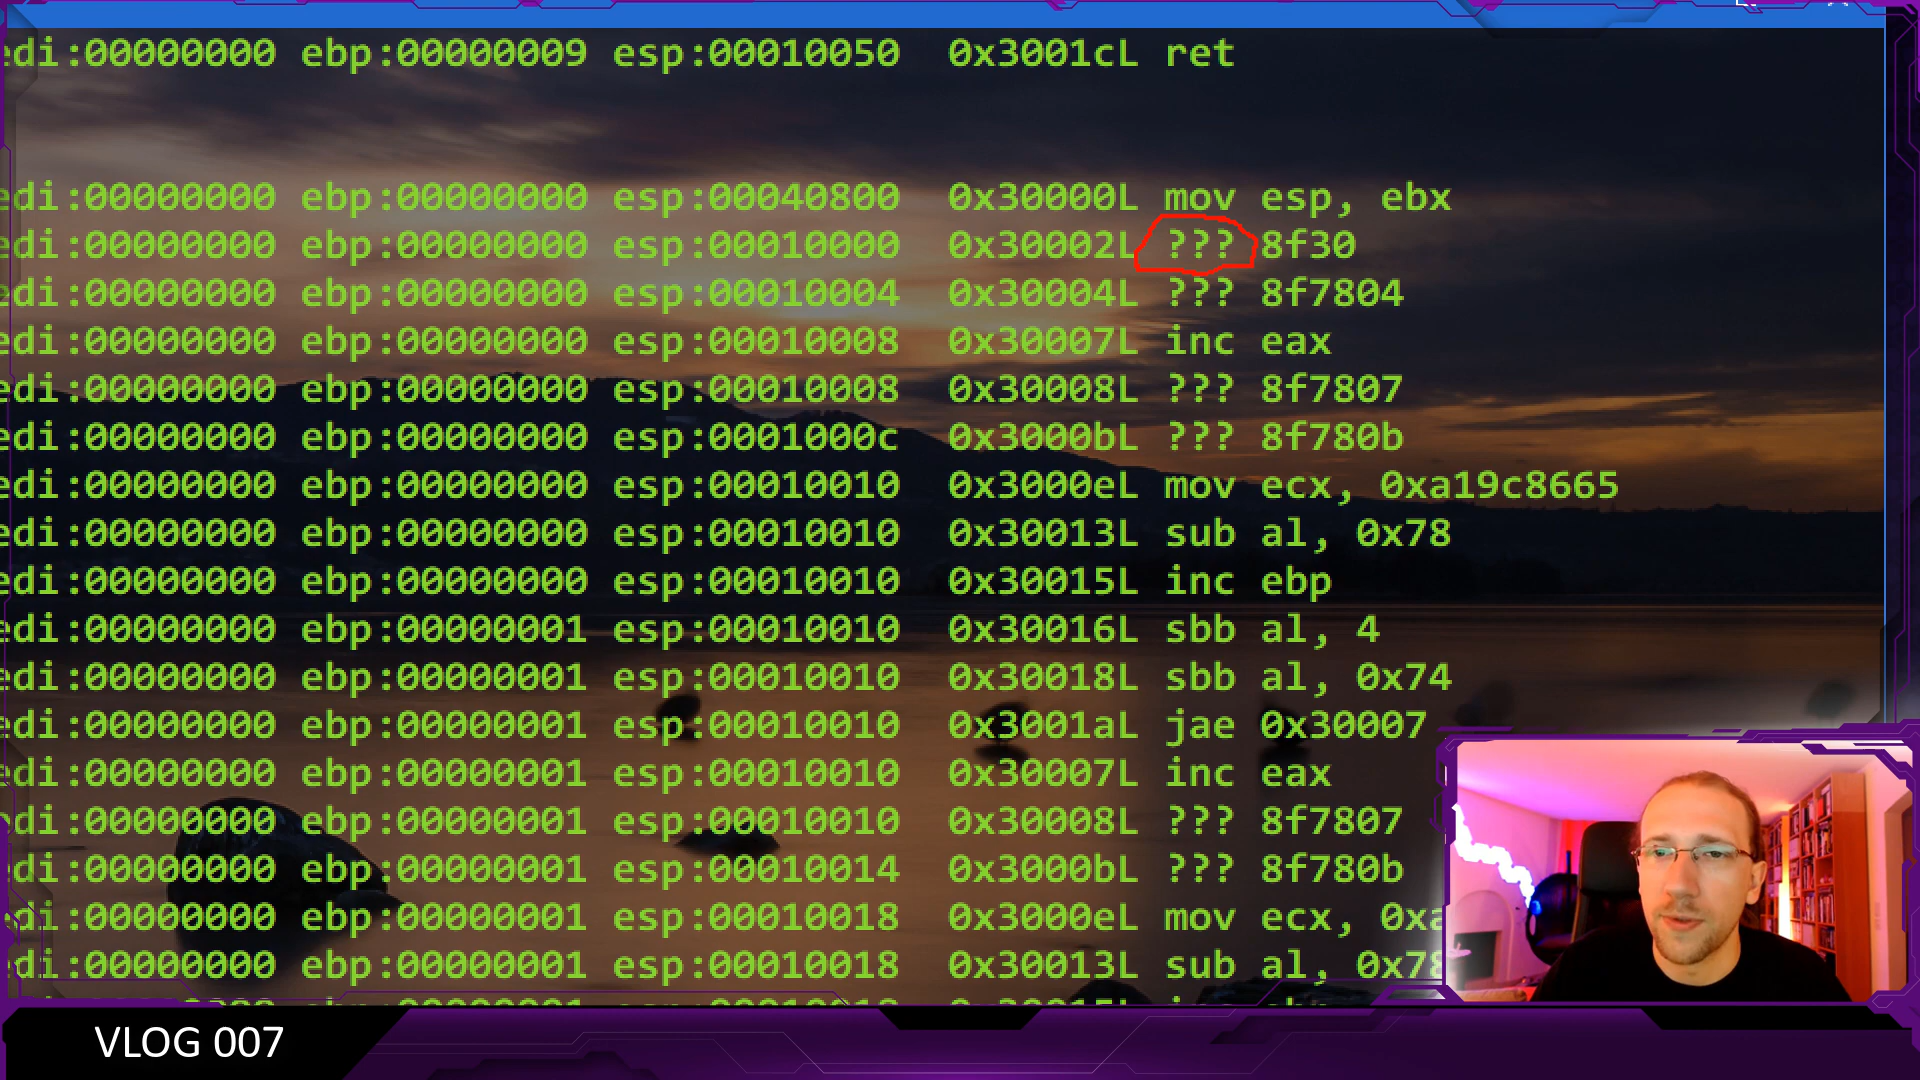 edi:00000000 ebp:00000009 esp:00010050 0x3001cL ret
edi:00000000 ebp:00000000 esp:00040800 0x30000L mov esp, ebx
edi:00000000 ebp:00000000 esp:00010000 0x30002L ??? 8f30
edi:00000000 ebp:00000000 esp:00010004 0x30004L ??? 8f7804
edi:00000000 ebp:00000000 esp:00010008 0x30007L inc eax
edi:00000000 ebp:00000000 esp:00010008 0x30008L ??? 8f7807
edi:00000000 ebp:00000000 esp:0001000c 0x3000bL ??? 8f780b
edi:00000000 ebp:00000000 esp:00010010 0x3000eL mov ecx, 0xa19c8665
edi:00000000 ebp:00000000 esp:00010010 0x30013L sub al, 0x78
edi:00000000 ebp:00000000 esp:00010010 0x30015L inc ebp
edi:00000000 ebp:00000001 esp:00010010 0x30016L sbb al, 4
edi:00000000 ebp:00000001 esp:00010010 0x30018L sbb al, 0x74
edi:00000000 ebp:00000001 esp:00010010 0x3001aL jae 0x30007
edi:00000000 ebp:00000001 esp:00010010 0x30007L inc eax
edi:00000000 ebp:00000001 esp:00010010 0x30008L ??? 8f7807
edi:00000000 ebp:00000001 esp:00010014 0x3000bL ??? 8f780b
edi:00000000 ebp:00000001 esp:00010018 0x3000eL mov ecx, 0xa
edi:00000000 ebp:00000001 esp:00010018 0x30013L sub al, 0x78
VLOG 007